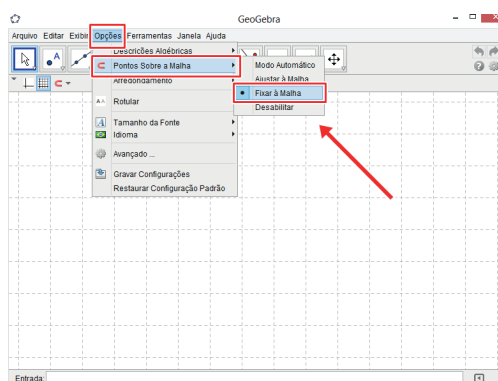 GeoGebra
Arquivo Editar Exibir Opções Ferramentas Janela Ajuda
A
Descrições Algébricas
Pontos Sobre a Malha
Arredondamento
AA Rotular
A Tamanho da Fonte
Idioma
Avançado ...
Gravar Configurações
Restaurar Configuração Padrão
Modo Automático
Ajustar à Malha
Fixar à Malha
Desabilitar
Entrada: